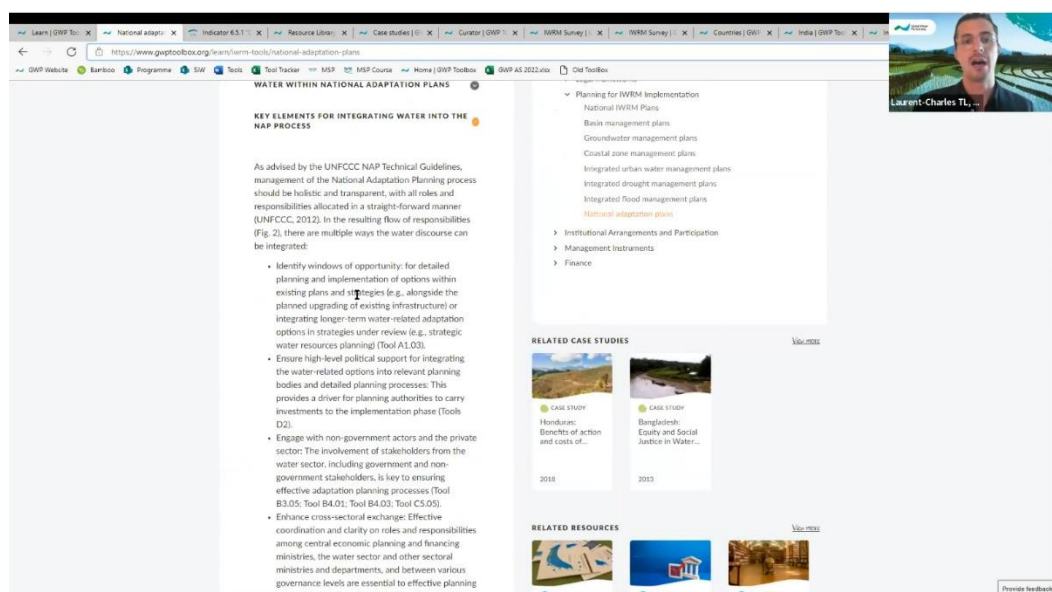 Learn | GWP Too
National adapta
Indicator 6.5.1
Resource Librar
Case studies | G
Curator | GWP T
IWRM Survey |
IWRM Survey |
Countries | GWP
India | GWP Too
https://www.gwptoolbox.org/learn/iwrm-tools/national-adaptation-plans
GWP Website
Bamboo
Programme
SIW
Tools
Tool Tracker
MSP
MSP Course
Home | GWP Toolbox
GWP AS 2022.xlsx
Old ToolBox
WATER WITHIN NATIONAL ADAPTATION PLANS
KEY ELEMENTS FOR INTEGRATING WATER INTO THE
NAP PROCESS
As advised by the UNFCCC NAP Technical Guidelines,
management of the National Adaptation Planning process
should be holistic and transparent, with all roles and
responsibilities allocated in a straight-forward manner
(UNFCCC, 2012). In the resulting flow of responsibilities
(Fig. 2), there are multiple ways the water discourse can
be integrated:
• Identify windows of opportunity: for detailed
planning and implementation of options within
existing plans and strategies (e.g., alongside the
planned upgrading of existing infrastructure) or
integrating longer-term water-related adaptation
options in strategies under review (e.g., strategic
water resources planning) (Tool A1.03).
• Ensure high-level political support for integrating
the water-related options into relevant planning
bodies and detailed planning processes: This
provides a driver for planning authorities to carry
investments to the implementation phase (Tools
D2).
• Engage with non-government actors and the private
sector: The involvement of stakeholders from the
water sector, including government and non-
government stakeholders, is key to ensuring
effective adaptation planning processes (Tool
B3.05; Tool B4.01; Tool B4.03; Tool C5.05).
• Enhance cross-sectoral exchange: Effective
coordination and clarity on roles and responsibilities
among central economic planning and financing
ministries, the water sector and other sectoral
ministries and departments, and between various
governance levels are essential to effective planning
Planning for IWRM Implementation
National IWRM Plans
Basin management plans
Groundwater management plans
Coastal zone management plans
Integrated urban water management plans
Integrated drought management plans
Integrated flood management plans
National adaptation plans
Institutional Arrangements and Participation
Management Instruments
Finance
RELATED CASE STUDIES
View more
CASE STUDY
Honduras:
Benefits of action
and costs of...
2018
CASE STUDY
Bangladesh:
Equity and Social
Justice in Water...
2013
RELATED RESOURCES
View more
Laurent-Charles TL, ...
Provide feedback